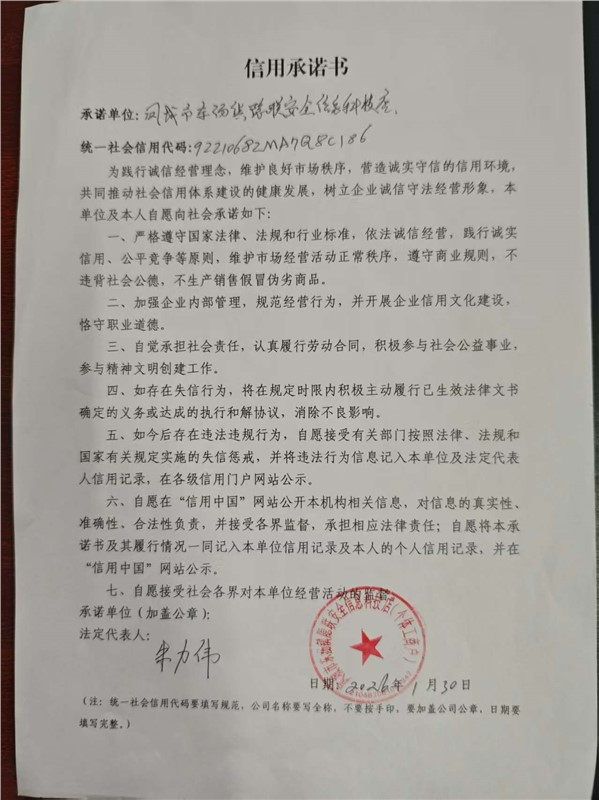 信用承诺书
承诺单位:凤城市车漏盛路联安全信息科技店
统一社会信用代码:92210682MA7Q8C186
为践行诚信经营理念，维护良好市场秩序，营造诚实守信的信用环境，
共同推动社会信用体系建设的健康发展，树立企业诚信守法经营形象，本
单位及本人自愿向社会承诺如下：
一、严格遵守国家法律、法规和行业标准，依法诚信经营，践行诚实
信用、公平竞争等原则，维护市场经营活动正常秩序，遵守商业规则，不
违背社会公德，不生产销售假冒伪劣商品。
二、加强企业内部管理，规范经营行为，并开展企业信用文化建设，
恪守职业道德。
三、自觉承担社会责任，认真履行劳动合同，积极参与社会公益事业，
参与精神文明创建工作。
四、如存在失信行为，将在规定时限内积极主动履行已生效法律文书
确定的义务或达成的执行和解协议，消除不良影响。
五、如今后存在违法违规行为，自愿接受有关部门按照法律、法规和
国家有关规定实施的失信惩戒，并将违法行为信息记入本单位及法定代表
人信用记录，在各级信用门户网站公示。
六、自愿在“信用中国”网站公开本机构相关信息，对信息的真实性、
准确性、合法性负责，并接受各界监督，承担相应法律责任；自愿将本承
诺书及其履行情况一同记入本单位信用记录及本人的个人信用记录，并在
“信用中国”网站公示。
七、自愿接受社会各界对本单位经营活动的监督。
承诺单位（加盖公章）：
法定代表人：
朱力伟
安全信息科技店（个体工商户）
日期：2026年1月30日
（注：统一社会信用代码要填写规范，公司名称要写全称，不要按手印，要加盖公司公章，日期要
填写完整。）